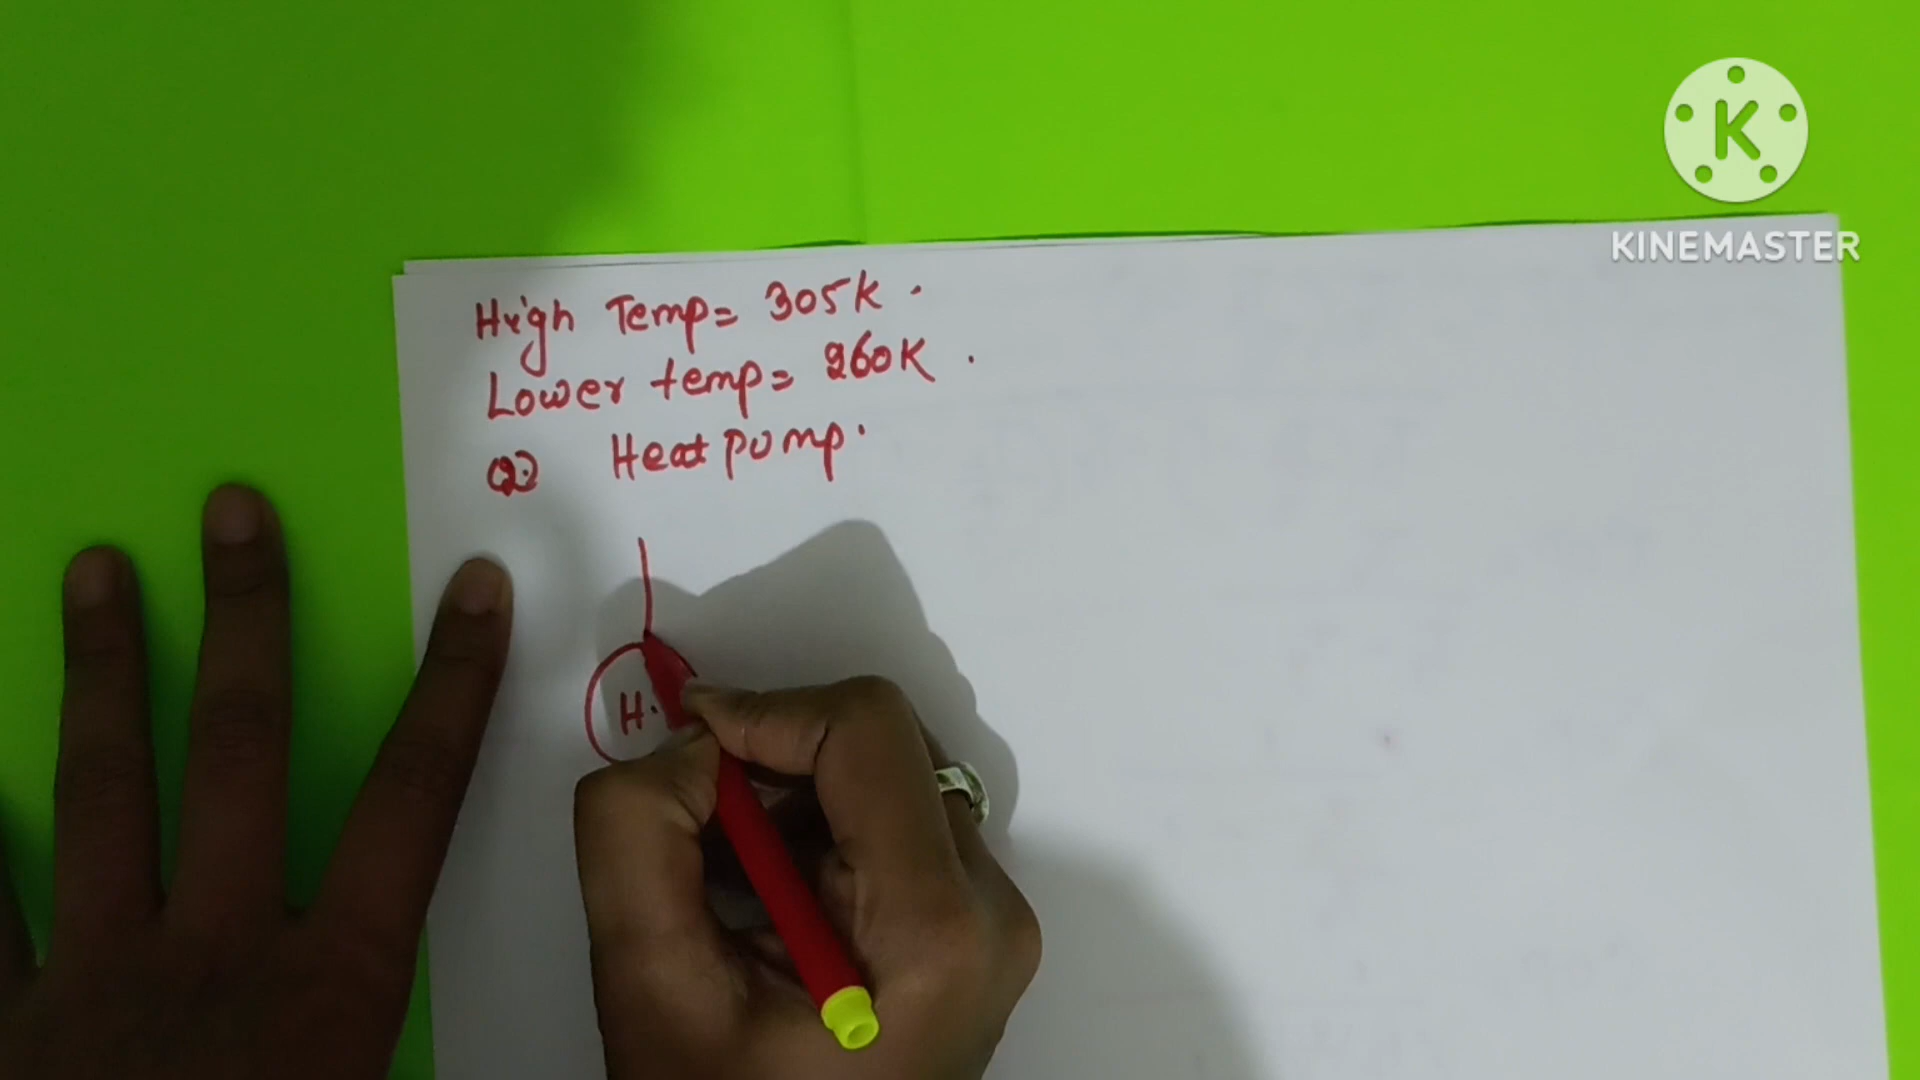 K
KINEMASTER
High Temp= 305K.
Lower temp= 260K.
Q2 Heat pump.
H.